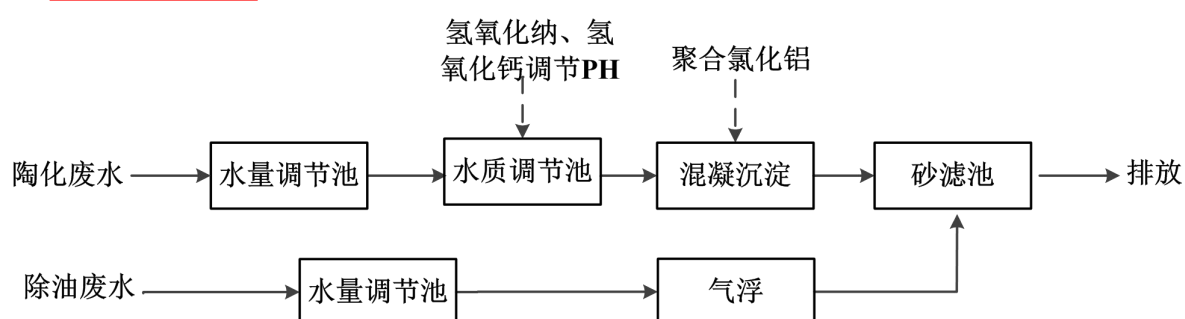 氢氧化纳、氢
氧化钙调节PH
聚合氯化铝
陶化废水
水量调节池
水质调节池
混凝沉淀
砂滤池
排放
除油废水
水量调节池
气浮